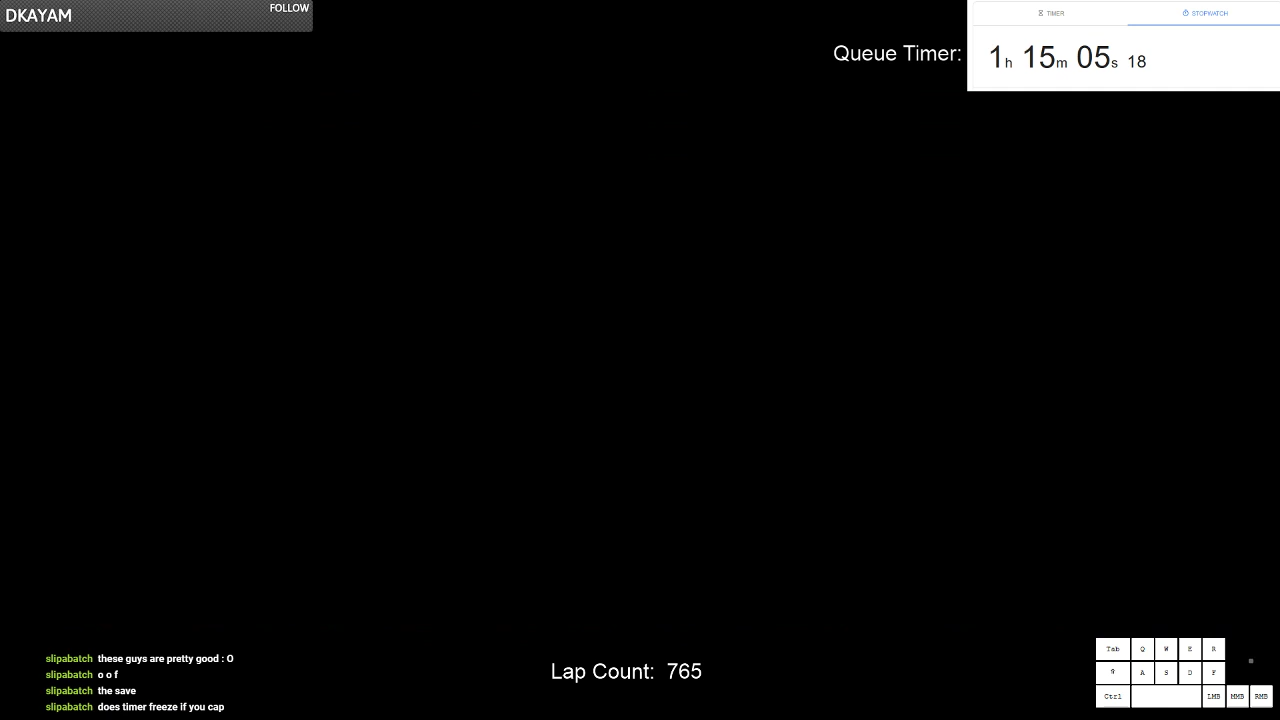 DKAYAM
FOLLOW
TIMER
STOPWATCH
Queue Timer:
1h 15m 05s 18
slipabatch these guys are pretty good : O
slipabatch o o f
slipabatch the save
slipabatch does timer freeze if you cap
Lap Count: 765
Tab Q W E R
A S D F
Ctrl LMB MMB RMB